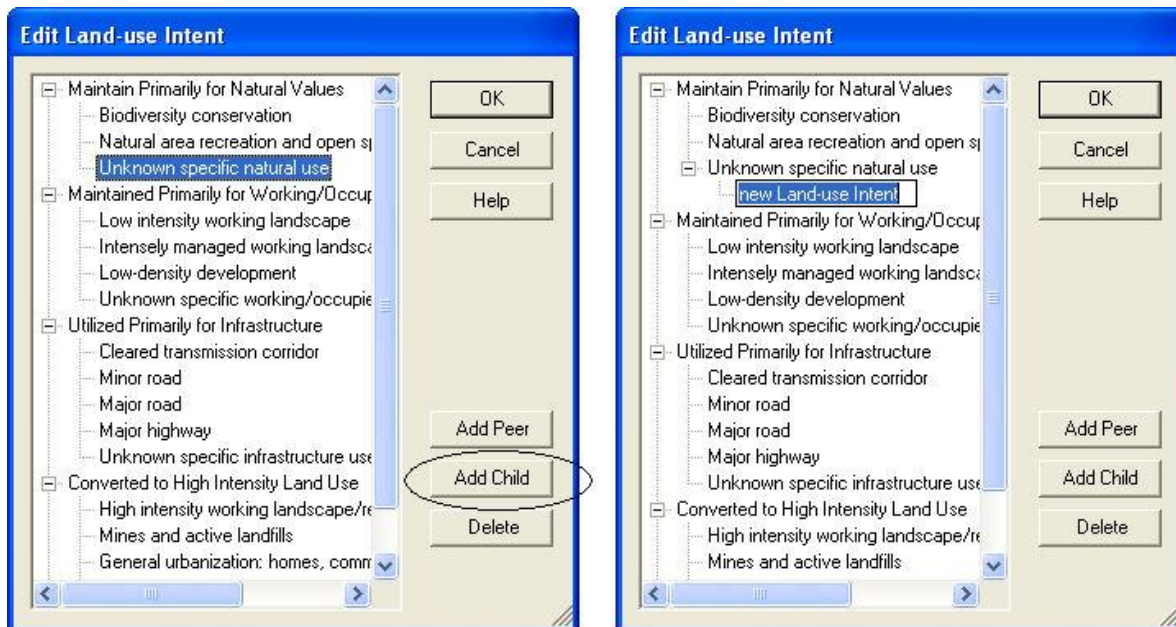 Edit Land-use Intent
Maintain Primarily for Natural Values
Biodiversity conservation
Natural area recreation and open sp
Unknown specific natural use
Maintained Primarily for Working/Occup
Low intensity working landscape
Intensely managed working landsca
Low-density development
Unknown specific working/occupie
Utilized Primarily for Infrastructure
Cleared transmission corridor
Minor road
Major road
Major highway
Unknown specific infrastructure use
Converted to High Intensity Land Use
High intensity working landscape/re
Mines and active landfills
General urbanization: homes, comm
OK
Cancel
Help
Add Peer
Add Child
Delete
Edit Land-use Intent
Maintain Primarily for Natural Values
Biodiversity conservation
Natural area recreation and open sp
Unknown specific natural use
new Land-use Intent
Maintained Primarily for Working/Occup
Low intensity working landscape
Intensely managed working landsca
Low-density development
Unknown specific working/occupie
Utilized Primarily for Infrastructure
Cleared transmission corridor
Minor road
Major road
Major highway
Unknown specific infrastructure use
Converted to High Intensity Land Use
High intensity working landscape/re
Mines and active landfills
OK
Cancel
Help
Add Peer
Add Child
Delete